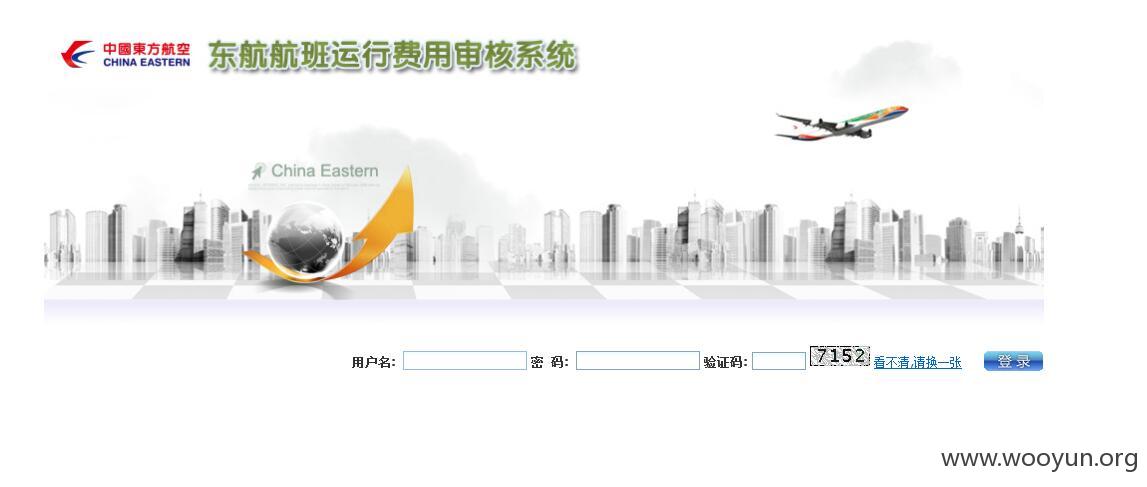 中國東方航空
CHINA EASTERN
东航航班运行费用审核系统
China Eastern
用户名: 密 码: 验证码: 7152 看不清,请换一张 登 录
www.wooyun.org